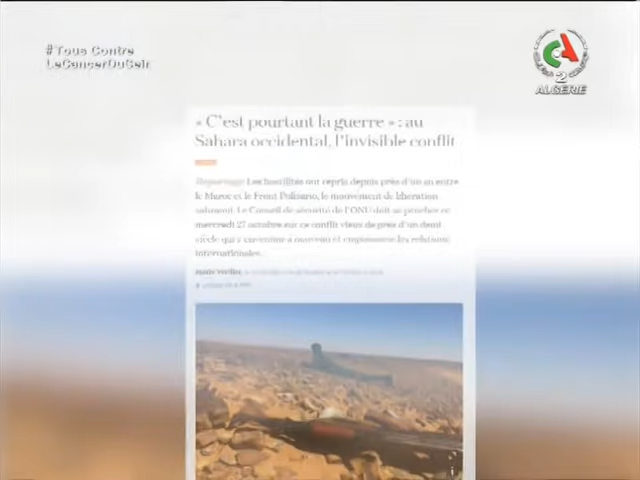 #Tous Contre
LeCancerDuSein
2
ALGERIE
« C'est pourtant la guerre » : au
Sahara occidental, l'invisible conflit
Reportage Les hostilités ont repris depuis près d'un an entre
le Maroc et le Front Polisario, le mouvement de libération
sahraoui. Le Conseil de sécurité de l'ONU doit se pencher ce
mercredi 27 octobre sur ce conflit vieux de près d'un demi
siècle qui s'envenime à nouveau et empoisonne les relations
internationales.